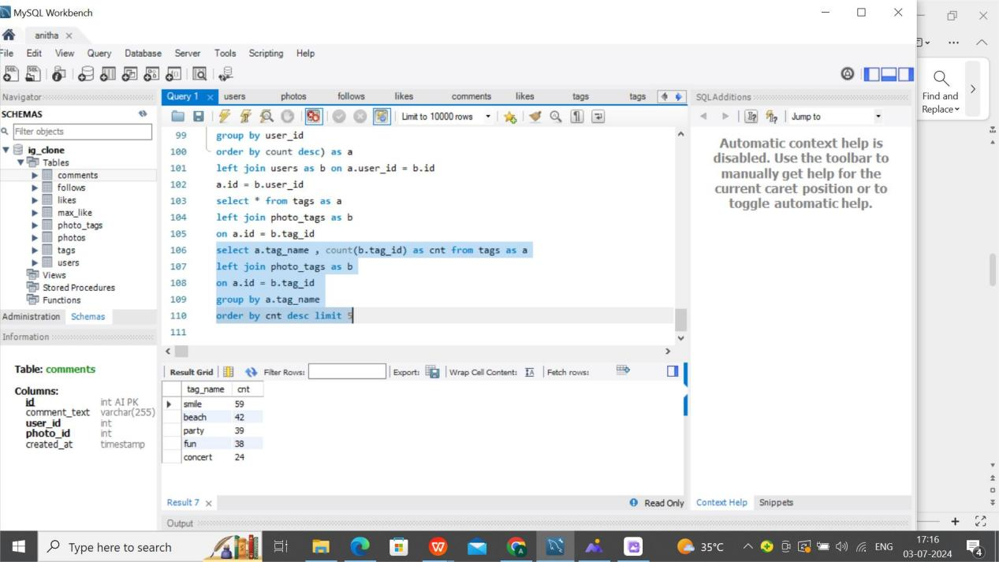 MySQL Workbench
anitha
File Edit View Query Database Server Tools Scripting Help
Find and
Replace
Navigator
SCHEMAS
Filter objects
ig_clone
Tables
comments
follows
likes
max_like
photo_tags
photos
tags
users
Views
Stored Procedures
Functions
Administration Schemas
Information
Table: comments
Columns:
id int AI PK
comment_text varchar(255)
user_id int
photo_id int
created_at timestamp
Query 1 users photos follows likes comments likes tags tags
Limit to 10000 rows
99 group by user_id
100 order by count desc) as a
101 left join users as b on a.user_id = b.id
102 a.id = b.user_id
103 select * from tags as a
104 left join photo_tags as b
105 on a.id = b.tag_id
106 select a.tag_name , count(b.tag_id) as cnt from tags as a
107 left join photo_tags as b
108 on a.id = b.tag_id
109 group by a.tag_name
110 order by cnt desc limit 5
111
Result Grid Filter Rows: Export: Wrap Cell Content: Fetch rows:
tag_name cnt
smile 59
beach 42
party 39
fun 38
concert 24
Result 7 Read Only
Output
SQLAdditions
Jump to
Automatic context help is
disabled. Use the toolbar to
manually get help for the
current caret position or to
toggle automatic help.
Context Help Snippets
Type here to search
35°C
ENG
17:16
03-07-2024
4